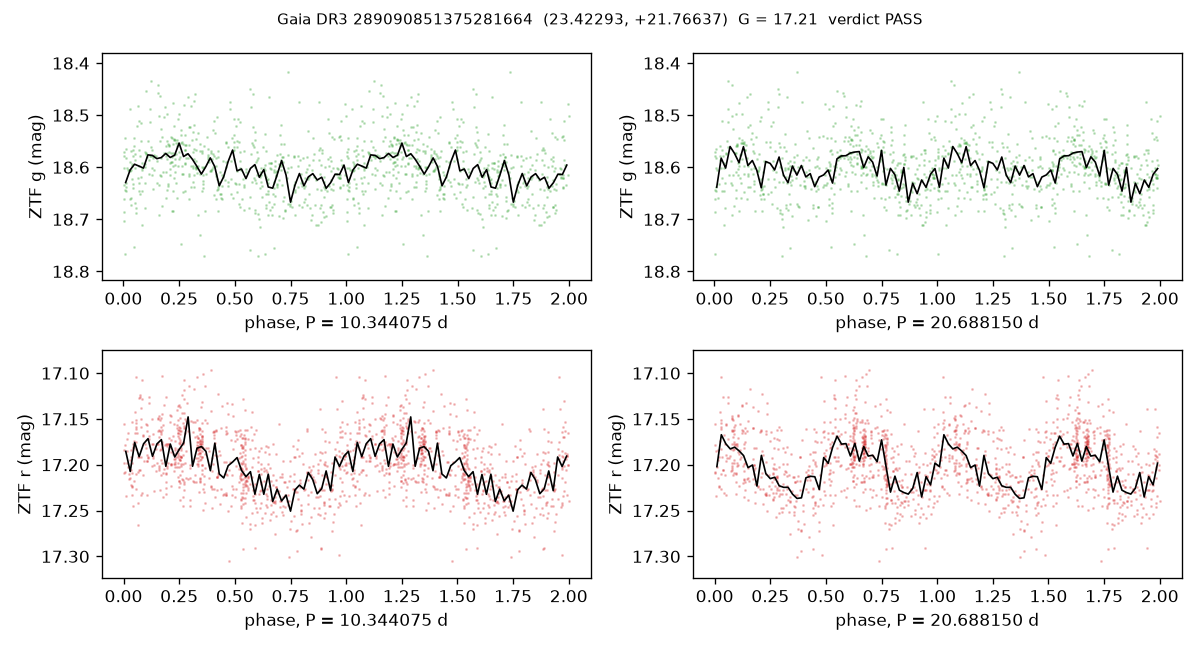 Gaia DR3 289090851375281664 (23.42293, +21.76637) G = 17.21 verdict PASS
ZTF g (mag)
18.4
18.5
18.6
18.7
18.8
0.00 0.25 0.50 0.75 1.00 1.25 1.50 1.75 2.00
phase, P = 10.344075 d
ZTF g (mag)
18.4
18.5
18.6
18.7
18.8
0.00 0.25 0.50 0.75 1.00 1.25 1.50 1.75 2.00
phase, P = 20.688150 d
ZTF r (mag)
17.10
17.15
17.20
17.25
17.30
0.00 0.25 0.50 0.75 1.00 1.25 1.50 1.75 2.00
phase, P = 10.344075 d
ZTF r (mag)
17.10
17.15
17.20
17.25
17.30
0.00 0.25 0.50 0.75 1.00 1.25 1.50 1.75 2.00
phase, P = 20.688150 d